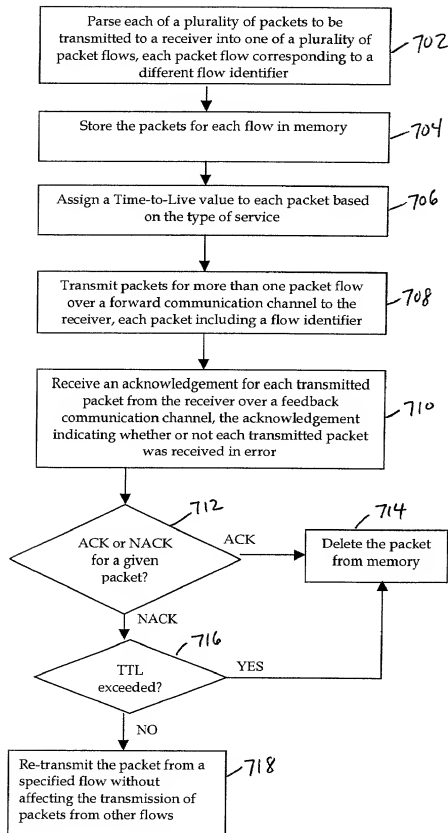 Parse each of a plurality of packets to be
transmitted to a receiver into one of a plurality of
packet flows, each packet flow corresponding to a
different flow identifier
702
Store the packets for each flow in memory
704
Assign a Time-to-Live value to each packet based
on the type of service
706
Transmit packets for more than one packet flow
over a forward communication channel to the
receiver, each packet including a flow identifier
708
Receive an acknowledgement for each transmitted
packet from the receiver over a feedback
communication channel, the acknowledgement
indicating whether or not each transmitted packet
was received in error
710
712
ACK or NACK
for a given
packet?
ACK
714
Delete the packet
from memory
NACK
716
TTL
exceeded?
YES
NO
Re-transmit the packet from a
specified flow without
affecting the transmission of
packets from other flows
718